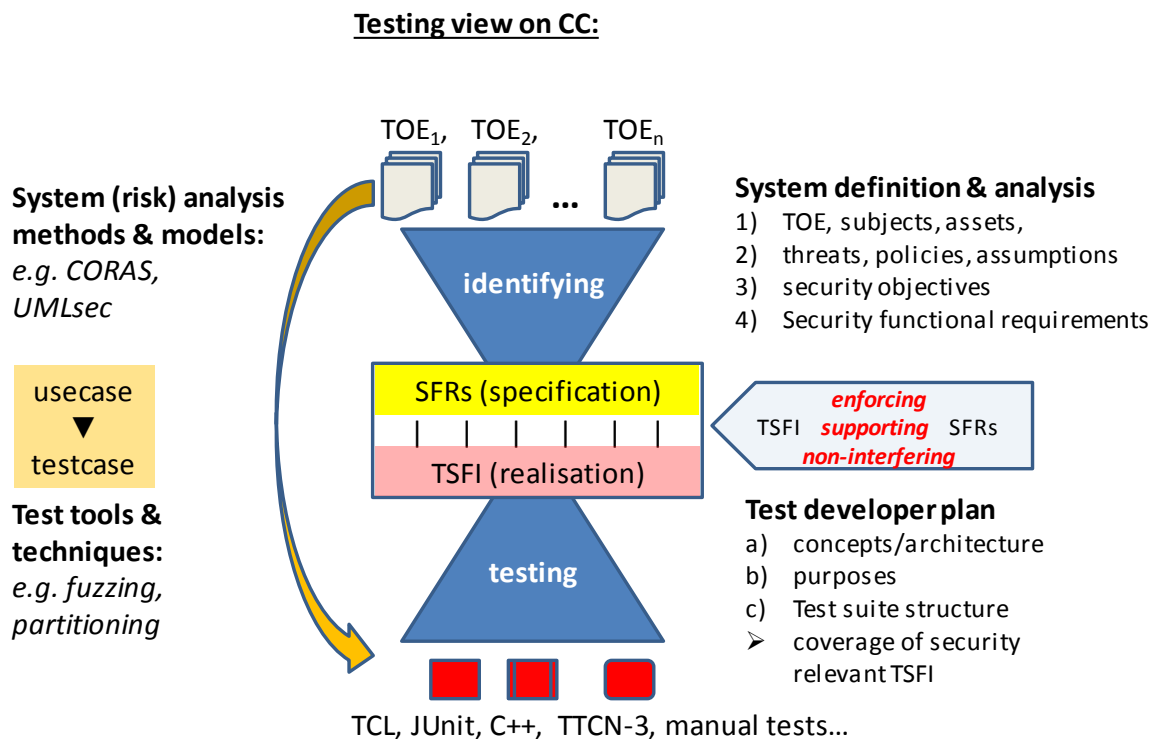 Testing view on CC:
TOE1, TOE2, TOEn
...
System (risk) analysis
methods & models:
e.g. CORAS,
UMLsec
identifying
System definition & analysis
1) TOE, subjects, assets,
2) threats, policies, assumptions
3) security objectives
4) Security functional requirements
usecase
▼
testcase
SFRs (specification)
TSFI (realisation)
enforcing
TSFI supporting SFRs
non-interfering
Test tools &
techniques:
e.g. fuzzing,
partitioning
testing
Test developer plan
a) concepts/architecture
b) purposes
c) Test suite structure
➢ coverage of security
relevant TSFI
TCL, JUnit, C++, TTCN-3, manual tests...